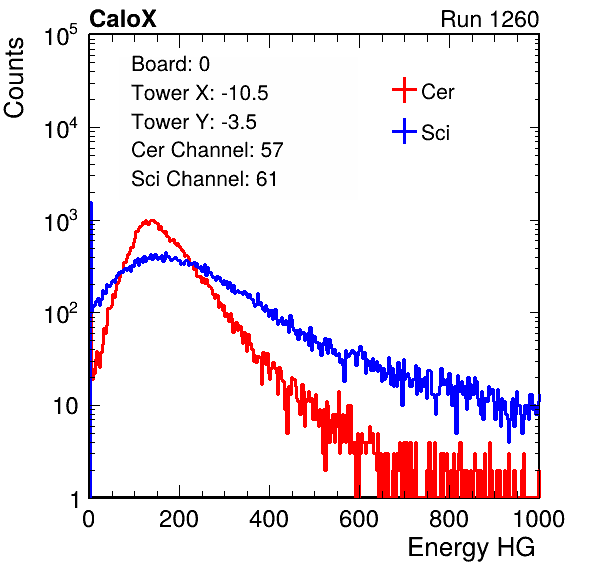 CaloX Run 1260
Counts
10^5
10^4
10^3
10^2
10
1
Board: 0
Tower X: -10.5
Tower Y: -3.5
Cer Channel: 57
Sci Channel: 61
Cer
Sci
0 200 400 600 800 1000
Energy HG